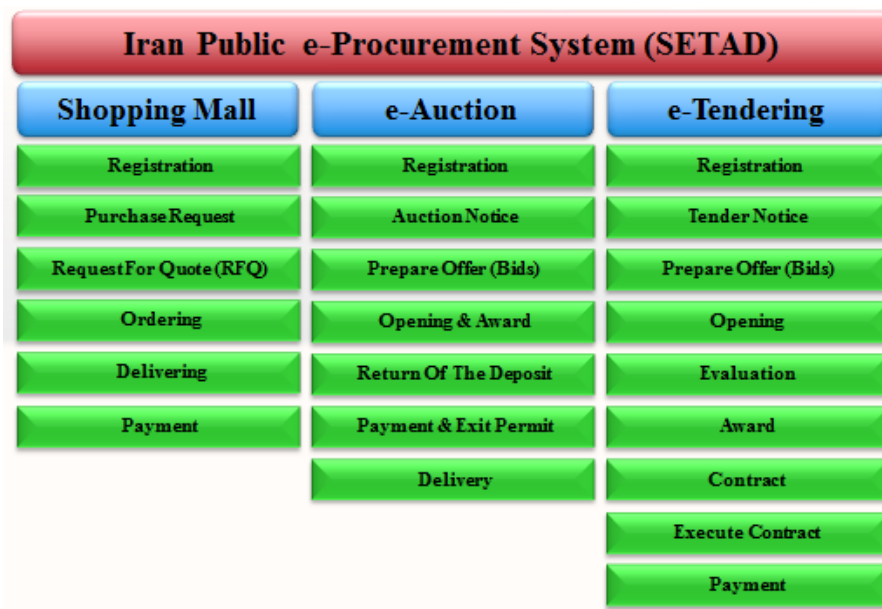 Iran Public e-Procurement System (SETAD)
Shopping Mall
Registration
Purchase Request
Request For Quote (RFQ)
Ordering
Delivering
Payment
e-Auction
Registration
Auction Notice
Prepare Offer (Bids)
Opening & Award
Return Of The Deposit
Payment & Exit Permit
Delivery
e-Tendering
Registration
Tender Notice
Prepare Offer (Bids)
Opening
Evaluation
Award
Contract
Execute Contract
Payment